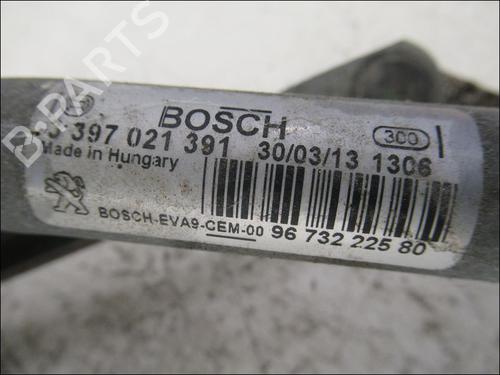 BOSCH
300
397 021 391 30/03/13 1306
Made in Hungary
BOSCH-EVA9-CEM-00 96 732 225 80